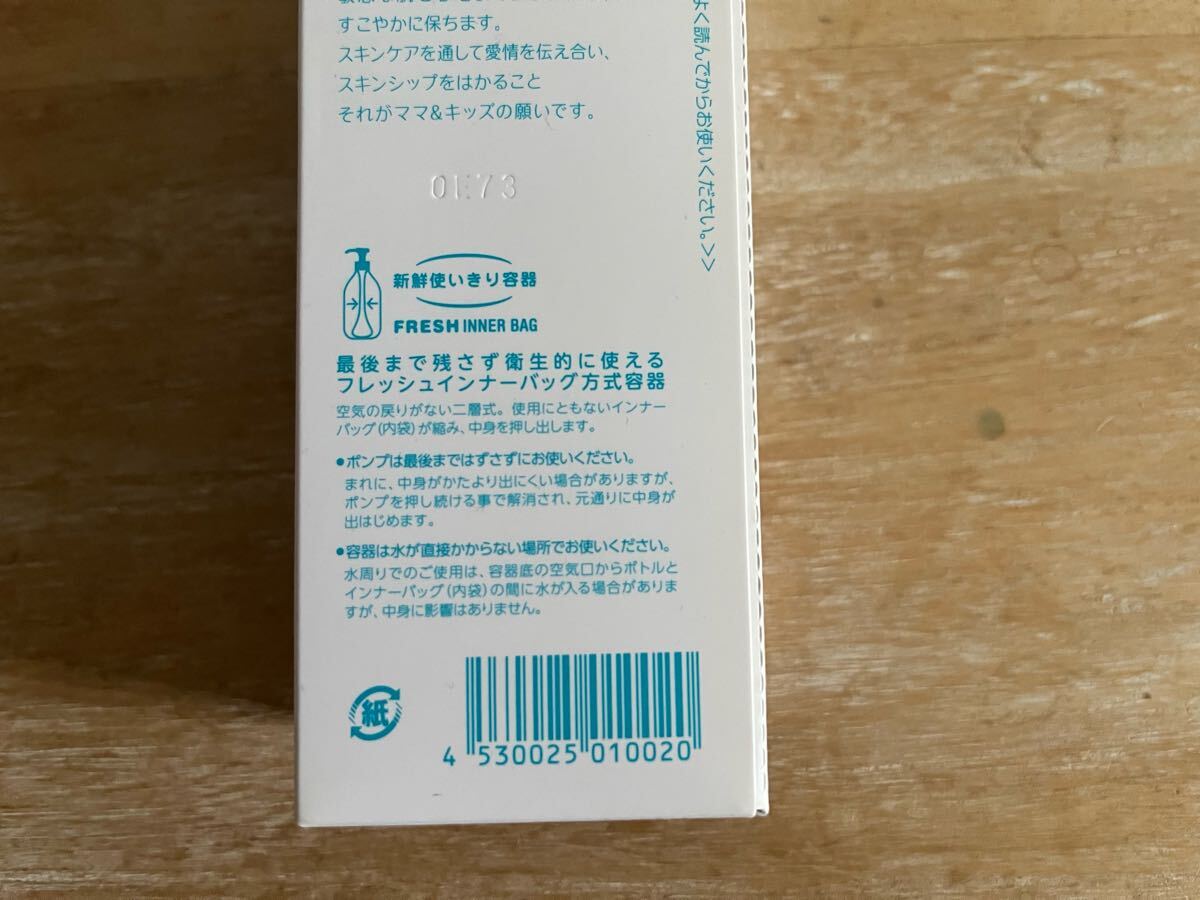 すこやかに保ちます。
スキンケアを通して愛情を伝え合い、
スキンシップをはかること
それがママ&キッズの願いです。
よく読んでからお使いください。>>
01E73
新鮮使いきり容器
FRESH INNER BAG
最後まで残さず衛生的に使える
フレッシュインナーバッグ方式容器
空気の戻りがない二層式。使用にともないインナー
バッグ(内袋)が縮み、中身を押し出します。
●ポンプは最後まではずさずにお使いください。
まれに、中身がかたより出にくい場合がありますが、
ポンプを押し続ける事で解消され、元通りに中身が
出はじめます。
●容器は水が直接かからない場所でお使いください。
水周りでのご使用は、容器底の空気口からボトルと
インナーバッグ(内袋)の間に水が入る場合がありま
すが、中身に影響はありません。
紙
4 530025 010020